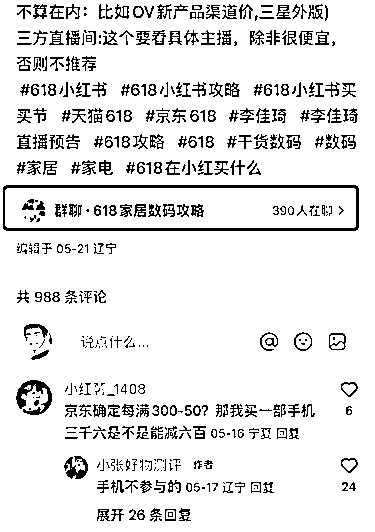 不算在内：比如OV新产品渠道价,三星外版)
三方直播间:这个要看具体主播，除非很便宜，
否则不推荐
#618小红书 #618小红书攻略 #618小红书买
买节 #天猫618 #京东618 #李佳琦 #李佳琦
直播预告 #618攻略 #618 #干货数码 #数码
#家居 #家电 #618在小红买什么
群聊·618家居数码攻略 390人在聊 >
编辑于 05-21 辽宁
共 988 条评论
说点什么...
小红薯_1408
京东确定每满300-50？那我买一部手机 6
三千六是不是能减六百 05-16 宁夏 回复
小张好物测评 作者
手机不参与的 05-17 辽宁 回复 24
展开 26 条回复